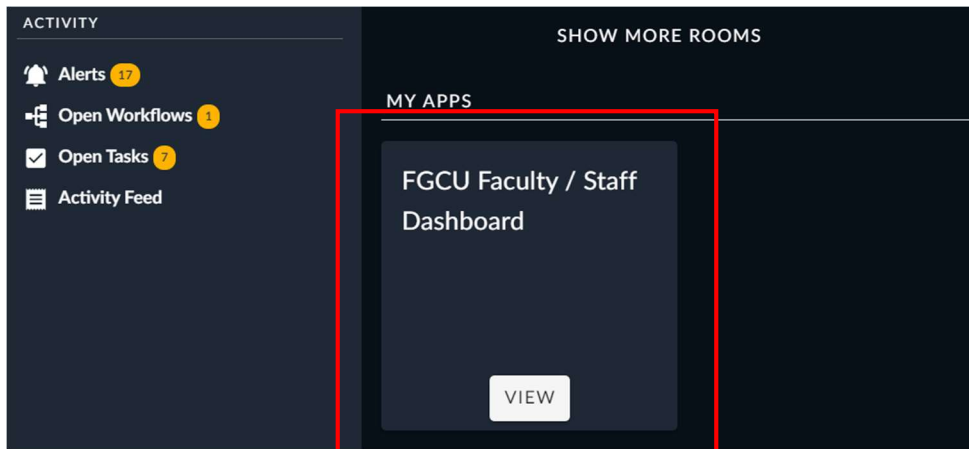 ACTIVITY
Alerts 17
Open Workflows 1
Open Tasks 7
Activity Feed
SHOW MORE ROOMS
MY APPS
FGCU Faculty / Staff
Dashboard
VIEW